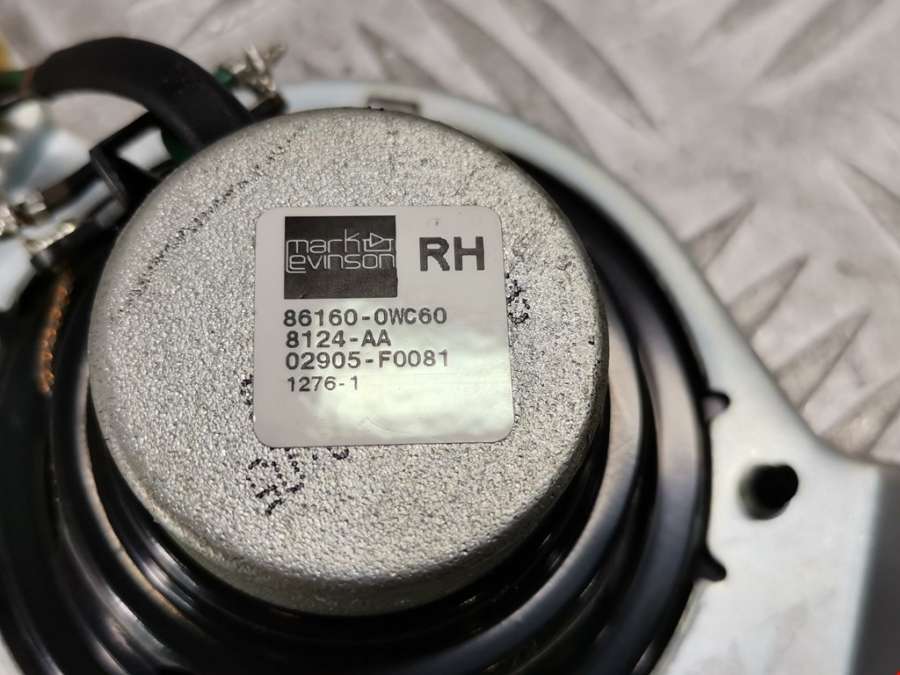 mark
levinson
RH
86160-0WC60
8124-AA
02905-F0081
1276-1